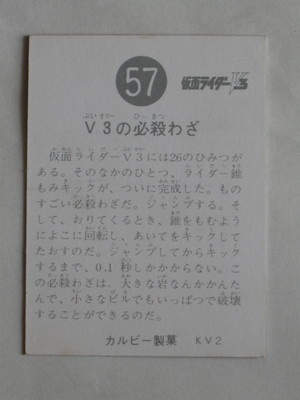 57
仮面ライダーV3
V3の必殺わざ
仮面ライダーV3には26のひみつが
ある。そのなかのひとつ、ライダー錐
もみキックが、ついに完成した。もの
すごい必殺わざだ。ジャンプする。そ
して、おりてくるとき、錐をもむよう
によこに回転し、あいてをキックして
たおすのだ。ジャンプしてからキック
するまで、0.1秒しかかからない。こ
の必殺わざは、大きな岩なんかかんた
んで、小さなビルでもいっぱつで破壊
することができるのだ。
カルビー製菓 KV2